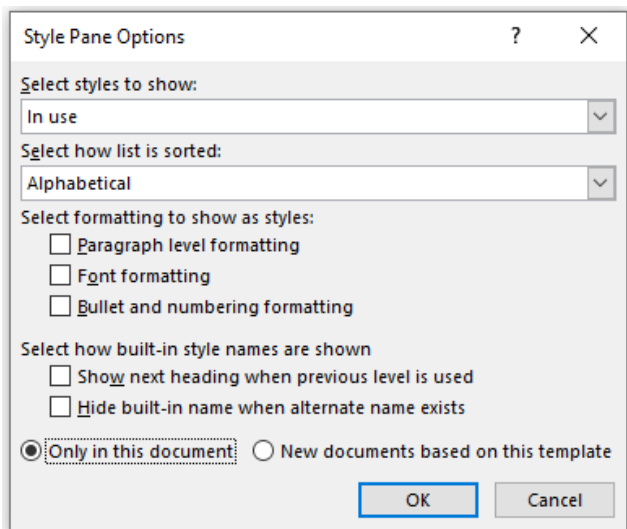 Style Pane Options ?
Select styles to show:
In use
Select how list is sorted:
Alphabetical
Select formatting to show as styles:
Paragraph level formatting
Font formatting
Bullet and numbering formatting
Select how built-in style names are shown
Show next heading when previous level is used
Hide built-in name when alternate name exists
Only in this document New documents based on this template
OK Cancel